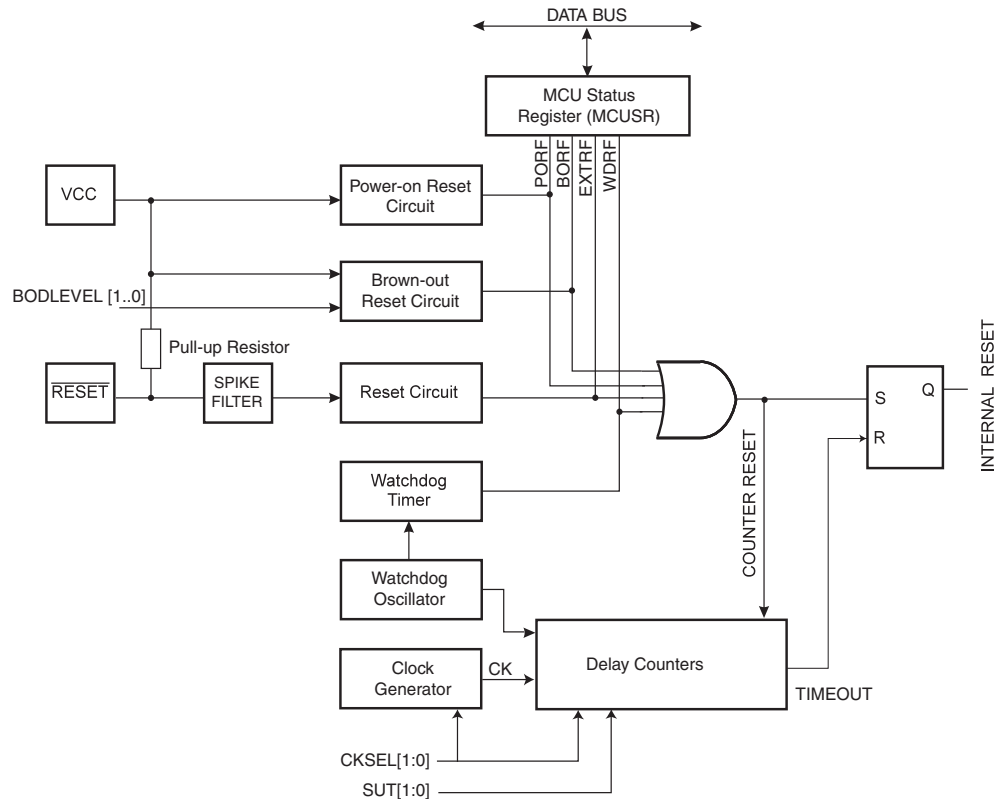 DATA BUS
MCU Status
Register (MCUSR)
PORF
BORF
EXTRF
WDRF
VCC
Power-on Reset
Circuit
Brown-out
Reset Circuit
BODLEVEL [1..0]
Pull-up Resistor
RESET
SPIKE
FILTER
Reset Circuit
S
Q
R
INTERNAL RESET
Watchdog
Timer
COUNTER RESET
Watchdog
Oscillator
Clock
Generator
CK
Delay Counters
TIMEOUT
CKSEL[1:0]
SUT[1:0]